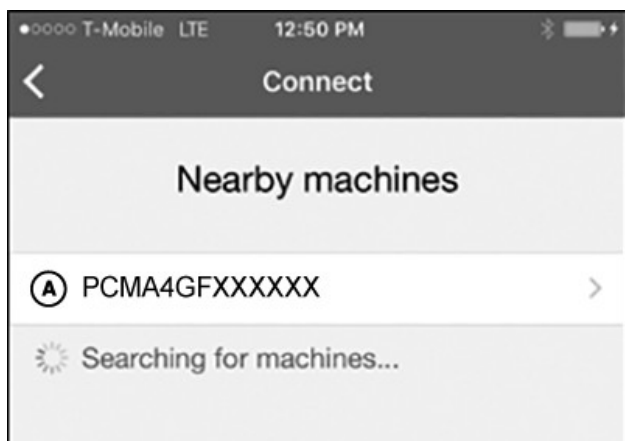 T-Mobile LTE 12:50 PM
Connect
Nearby machines
A PCMA4GFXXXXXX
Searching for machines...